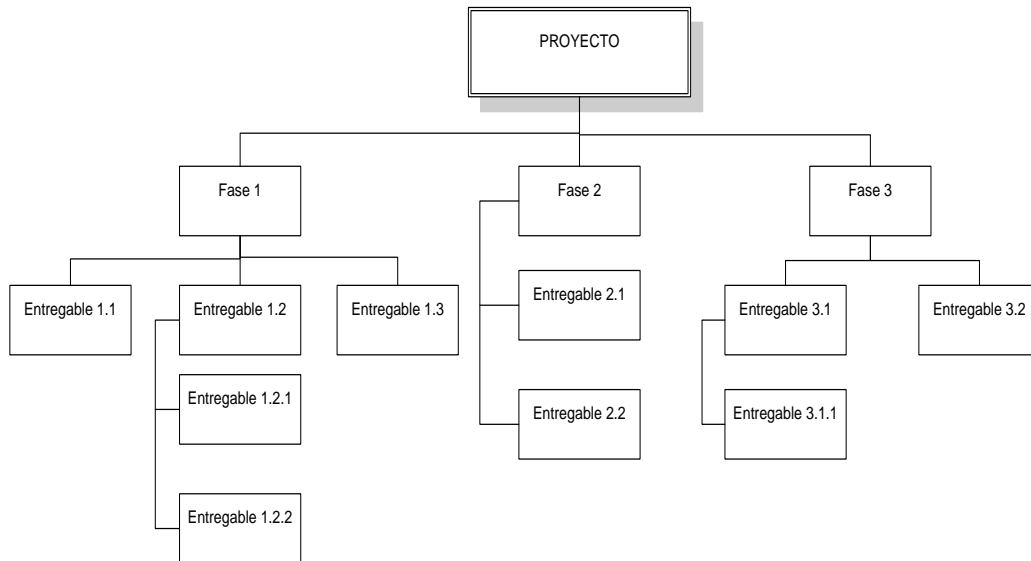 PROYECTO
Fase 1
Fase 2
Fase 3
Entregable 1.1
Entregable 1.2
Entregable 1.3
Entregable 2.1
Entregable 3.1
Entregable 3.2
Entregable 1.2.1
Entregable 2.2
Entregable 3.1.1
Entregable 1.2.2